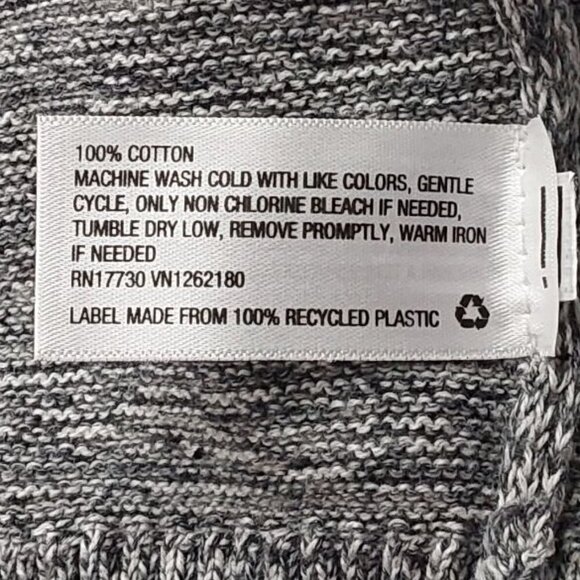 100% COTTON
MACHINE WASH COLD WITH LIKE COLORS, GENTLE
CYCLE, ONLY NON CHLORINE BLEACH IF NEEDED,
TUMBLE DRY LOW, REMOVE PROMPTLY, WARM IRON
IF NEEDED
RN17730 VN1262180
LABEL MADE FROM 100% RECYCLED PLASTIC